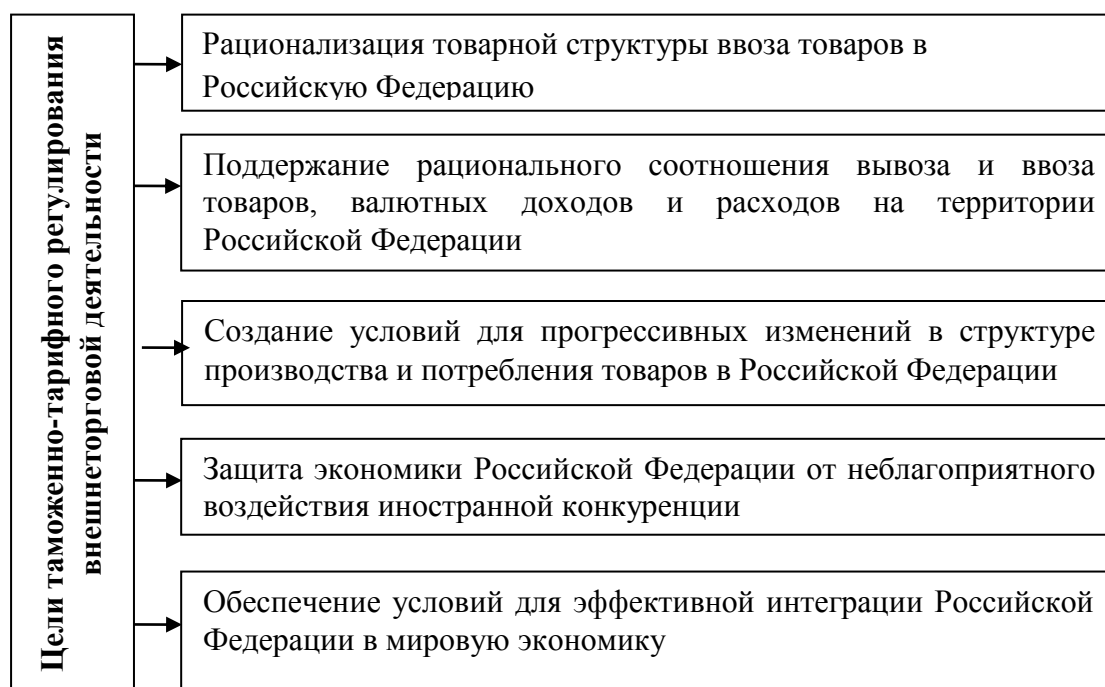 Цели таможенно-тарифного регулирования
внешнеторговой деятельности
Рационализация товарной структуры ввоза товаров в
Российскую Федерацию
Поддержание рационального соотношения вывоза и ввоза
товаров, валютных доходов и расходов на территории
Российской Федерации
Создание условий для прогрессивных изменений в структуре
производства и потребления товаров в Российской Федерации
Защита экономики Российской Федерации от неблагоприятного
воздействия иностранной конкуренции
Обеспечение условий для эффективной интеграции Российской
Федерации в мировую экономику